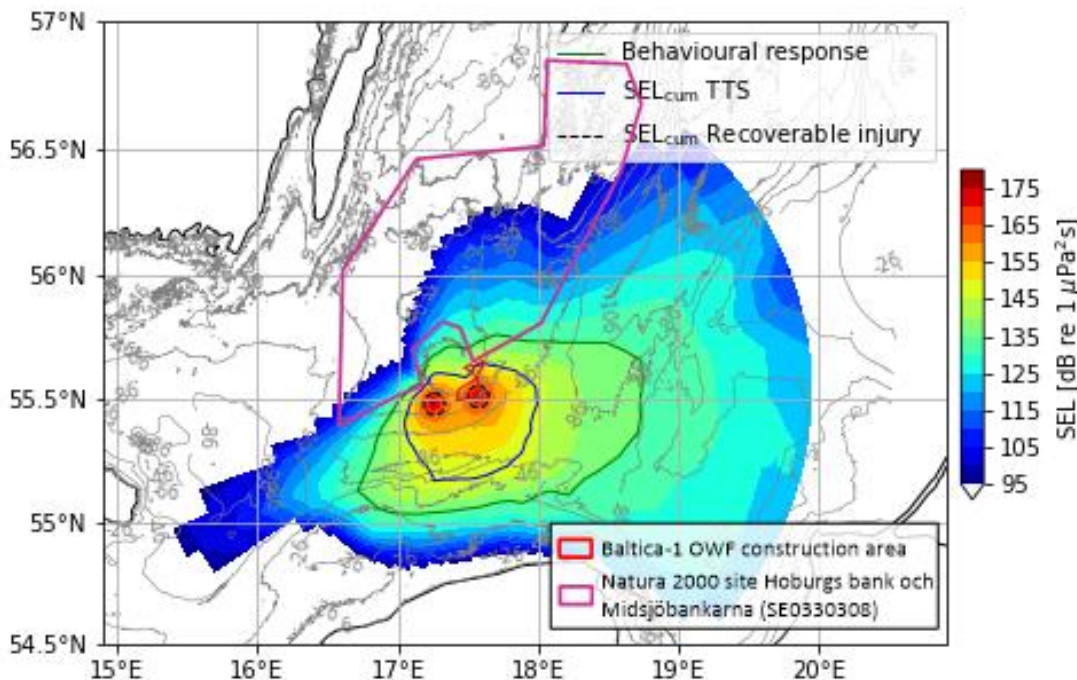 57°N
56.5°N
56°N
55.5°N
55°N
54.5°N
15°E
16°E
17°E
18°E
19°E
20°E
Behavioural response
SELcum TTS
SELcum Recoverable injury
Baltica-1 OWF construction area
Natura 2000 site Hoburgs bank och
Midsjöbankarna (SE0330308)
175
165
155
145
135
125
115
105
95
SEL [dB re 1 μPa²s]
-26